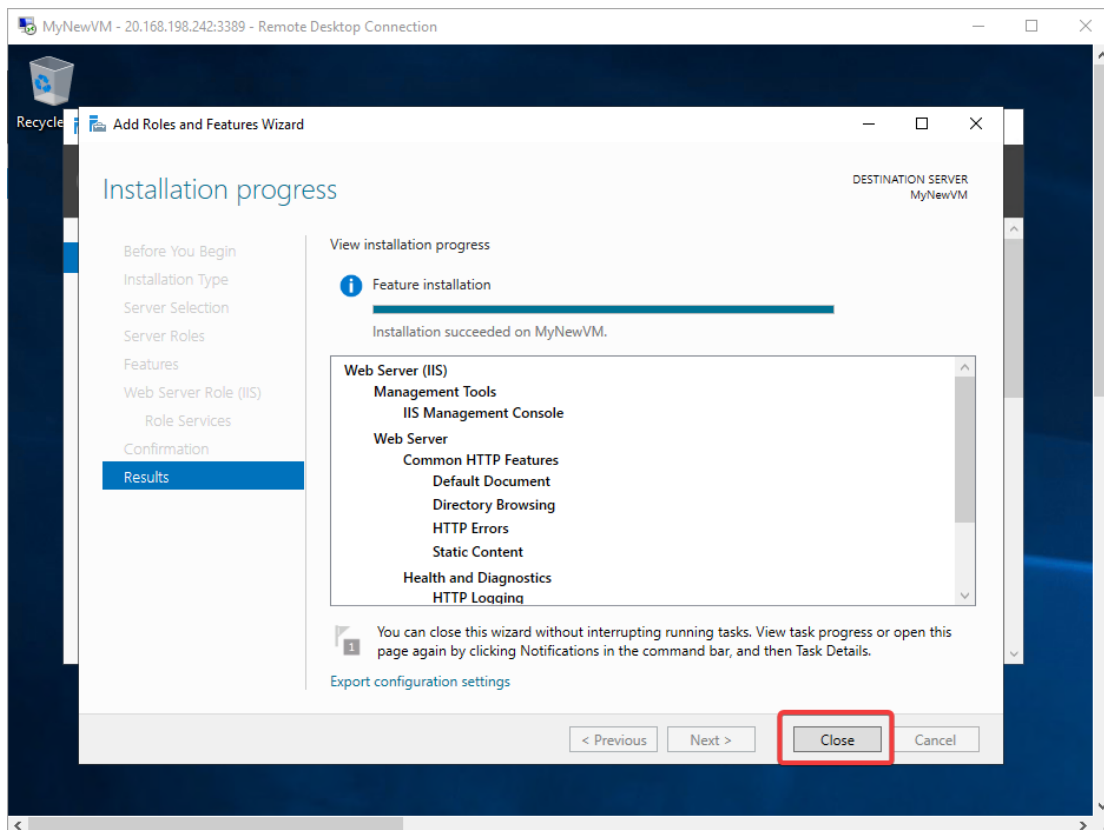 MyNewVM - 20.168.198.242:3389 - Remote Desktop Connection
Recycle
Add Roles and Features Wizard
Installation progress
DESTINATION SERVER
MyNewVM
Before You Begin
Installation Type
Server Selection
Server Roles
Features
Web Server Role (IIS)
Role Services
Confirmation
Results
View installation progress
Feature installation
Installation succeeded on MyNewVM.
Web Server (IIS)
Management Tools
IIS Management Console
Web Server
Common HTTP Features
Default Document
Directory Browsing
HTTP Errors
Static Content
Health and Diagnostics
HTTP Logging
1
You can close this wizard without interrupting running tasks. View task progress or open this
page again by clicking Notifications in the command bar, and then Task Details.
Export configuration settings
< Previous
Next >
Close
Cancel